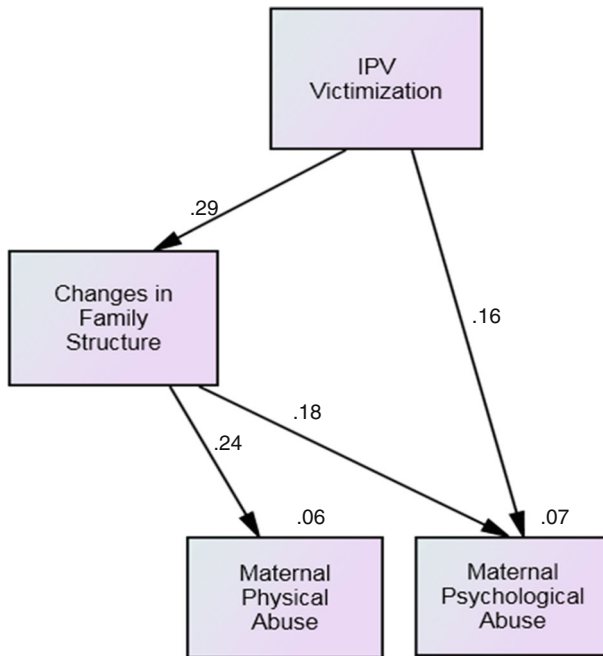 IPV
Victimization
.29
Changes in
Family
Structure
.16
.18
.24
.06
.07
Maternal
Physical
Abuse
Maternal
Psychological
Abuse